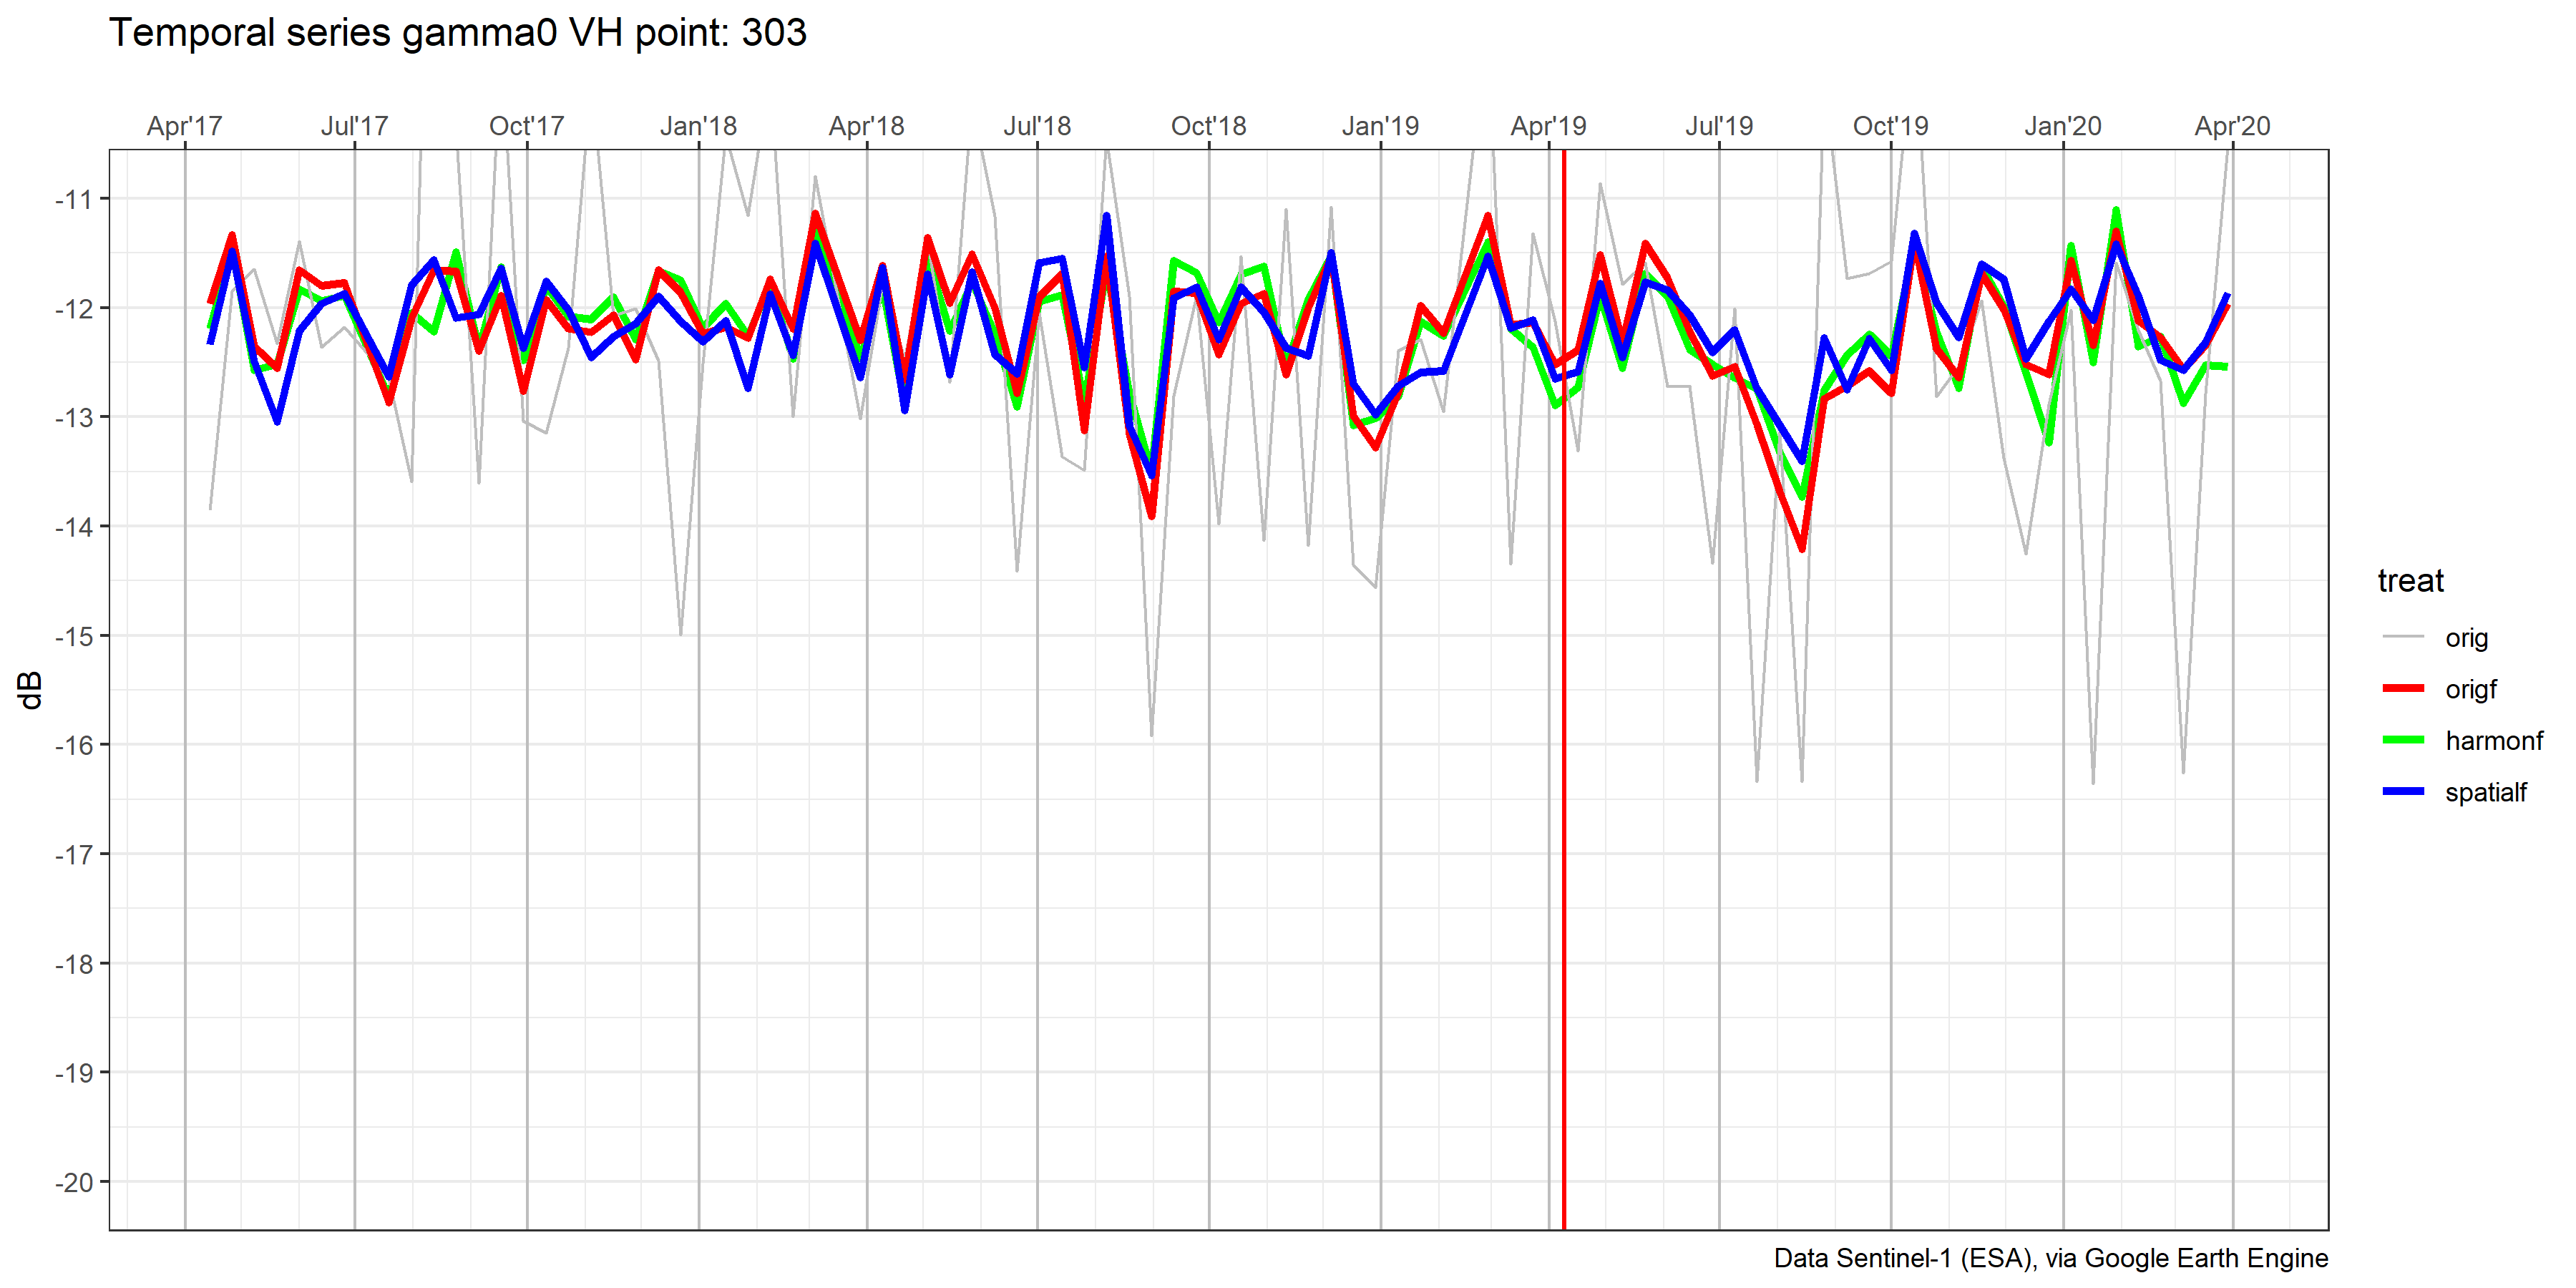 Temporal series gamma0 VH point: 303
Apr'17 Jul'17 Oct'17 Jan'18 Apr'18 Jul'18 Oct'18 Jan'19 Apr'19 Jul'19 Oct'19 Jan'20 Apr'20
-11
-12
-13
-14
-15
-16
-17
-18
-19
-20
dB
treat
orig
origf
harmonf
spatialf
Data Sentinel-1 (ESA), via Google Earth Engine